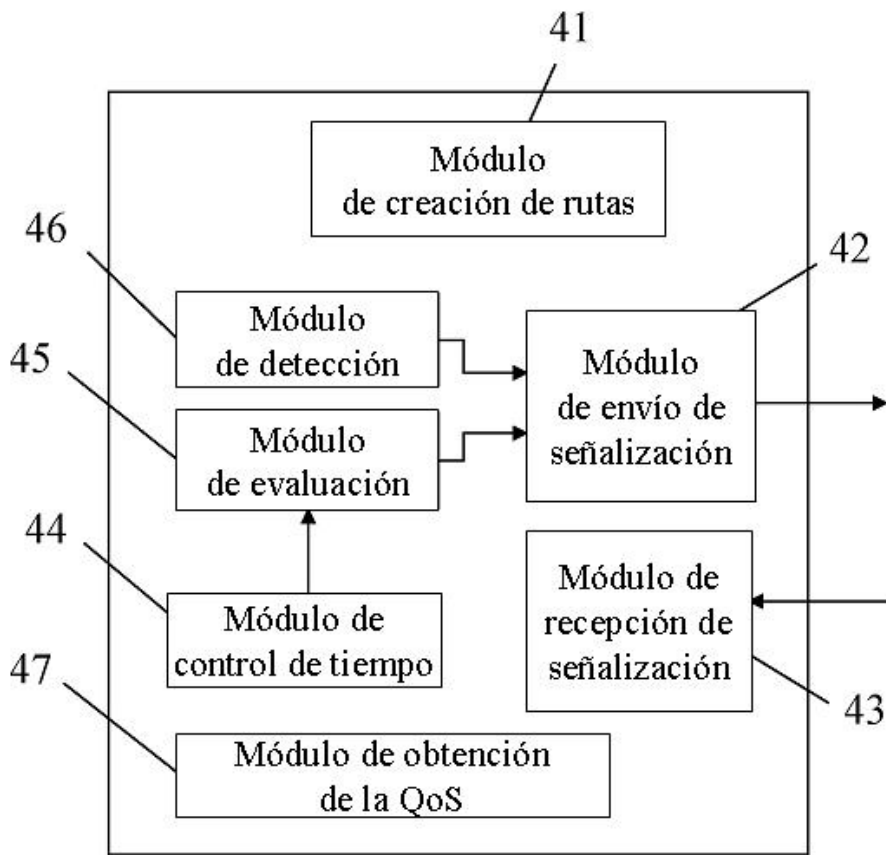 41
Módulo
de creación de rutas
46
42
Módulo
de detección
Módulo
de envío de
señalización
45
Módulo
de evaluación
44
Módulo de
control de tiempo
Módulo de
recepción de
señalización
47
43
Módulo de obtención
de la QoS